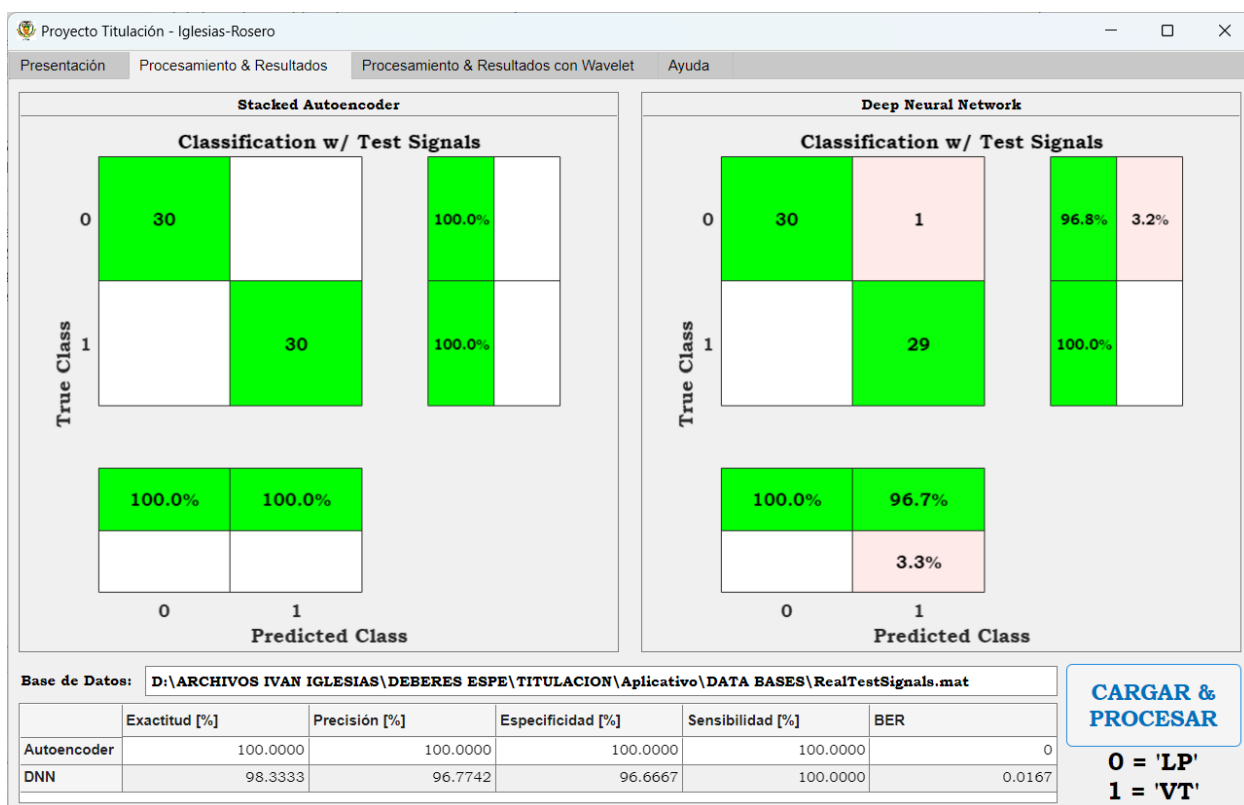 Proyecto Titulación - Iglesias-Rosero
Presentación Procesamiento & Resultados Procesamiento & Resultados con Wavelet Ayuda
Stacked Autoencoder
Classification w/ Test Signals
0 30 100.0%
1 30 100.0%
True Class
100.0% 100.0%
0 1
Predicted Class
Deep Neural Network
Classification w/ Test Signals
0 30 1 96.8% 3.2%
1 29 100.0%
True Class
100.0% 96.7%
3.3%
0 1
Predicted Class
Base de Datos: D:\ARCHIVOS IVAN IGLESIAS\DEBERES ESPE\TITULACION\Aplicativo\DATA BASES\RealTestSignals.mat
Exactitud [%] Precisión [%] Especificidad [%] Sensibilidad [%] BER
Autoencoder 100.0000 100.0000 100.0000 100.0000 0
DNN 98.3333 96.7742 96.6667 100.0000 0.0167
CARGAR &
PROCESAR
0 = 'LP'
1 = 'VT'